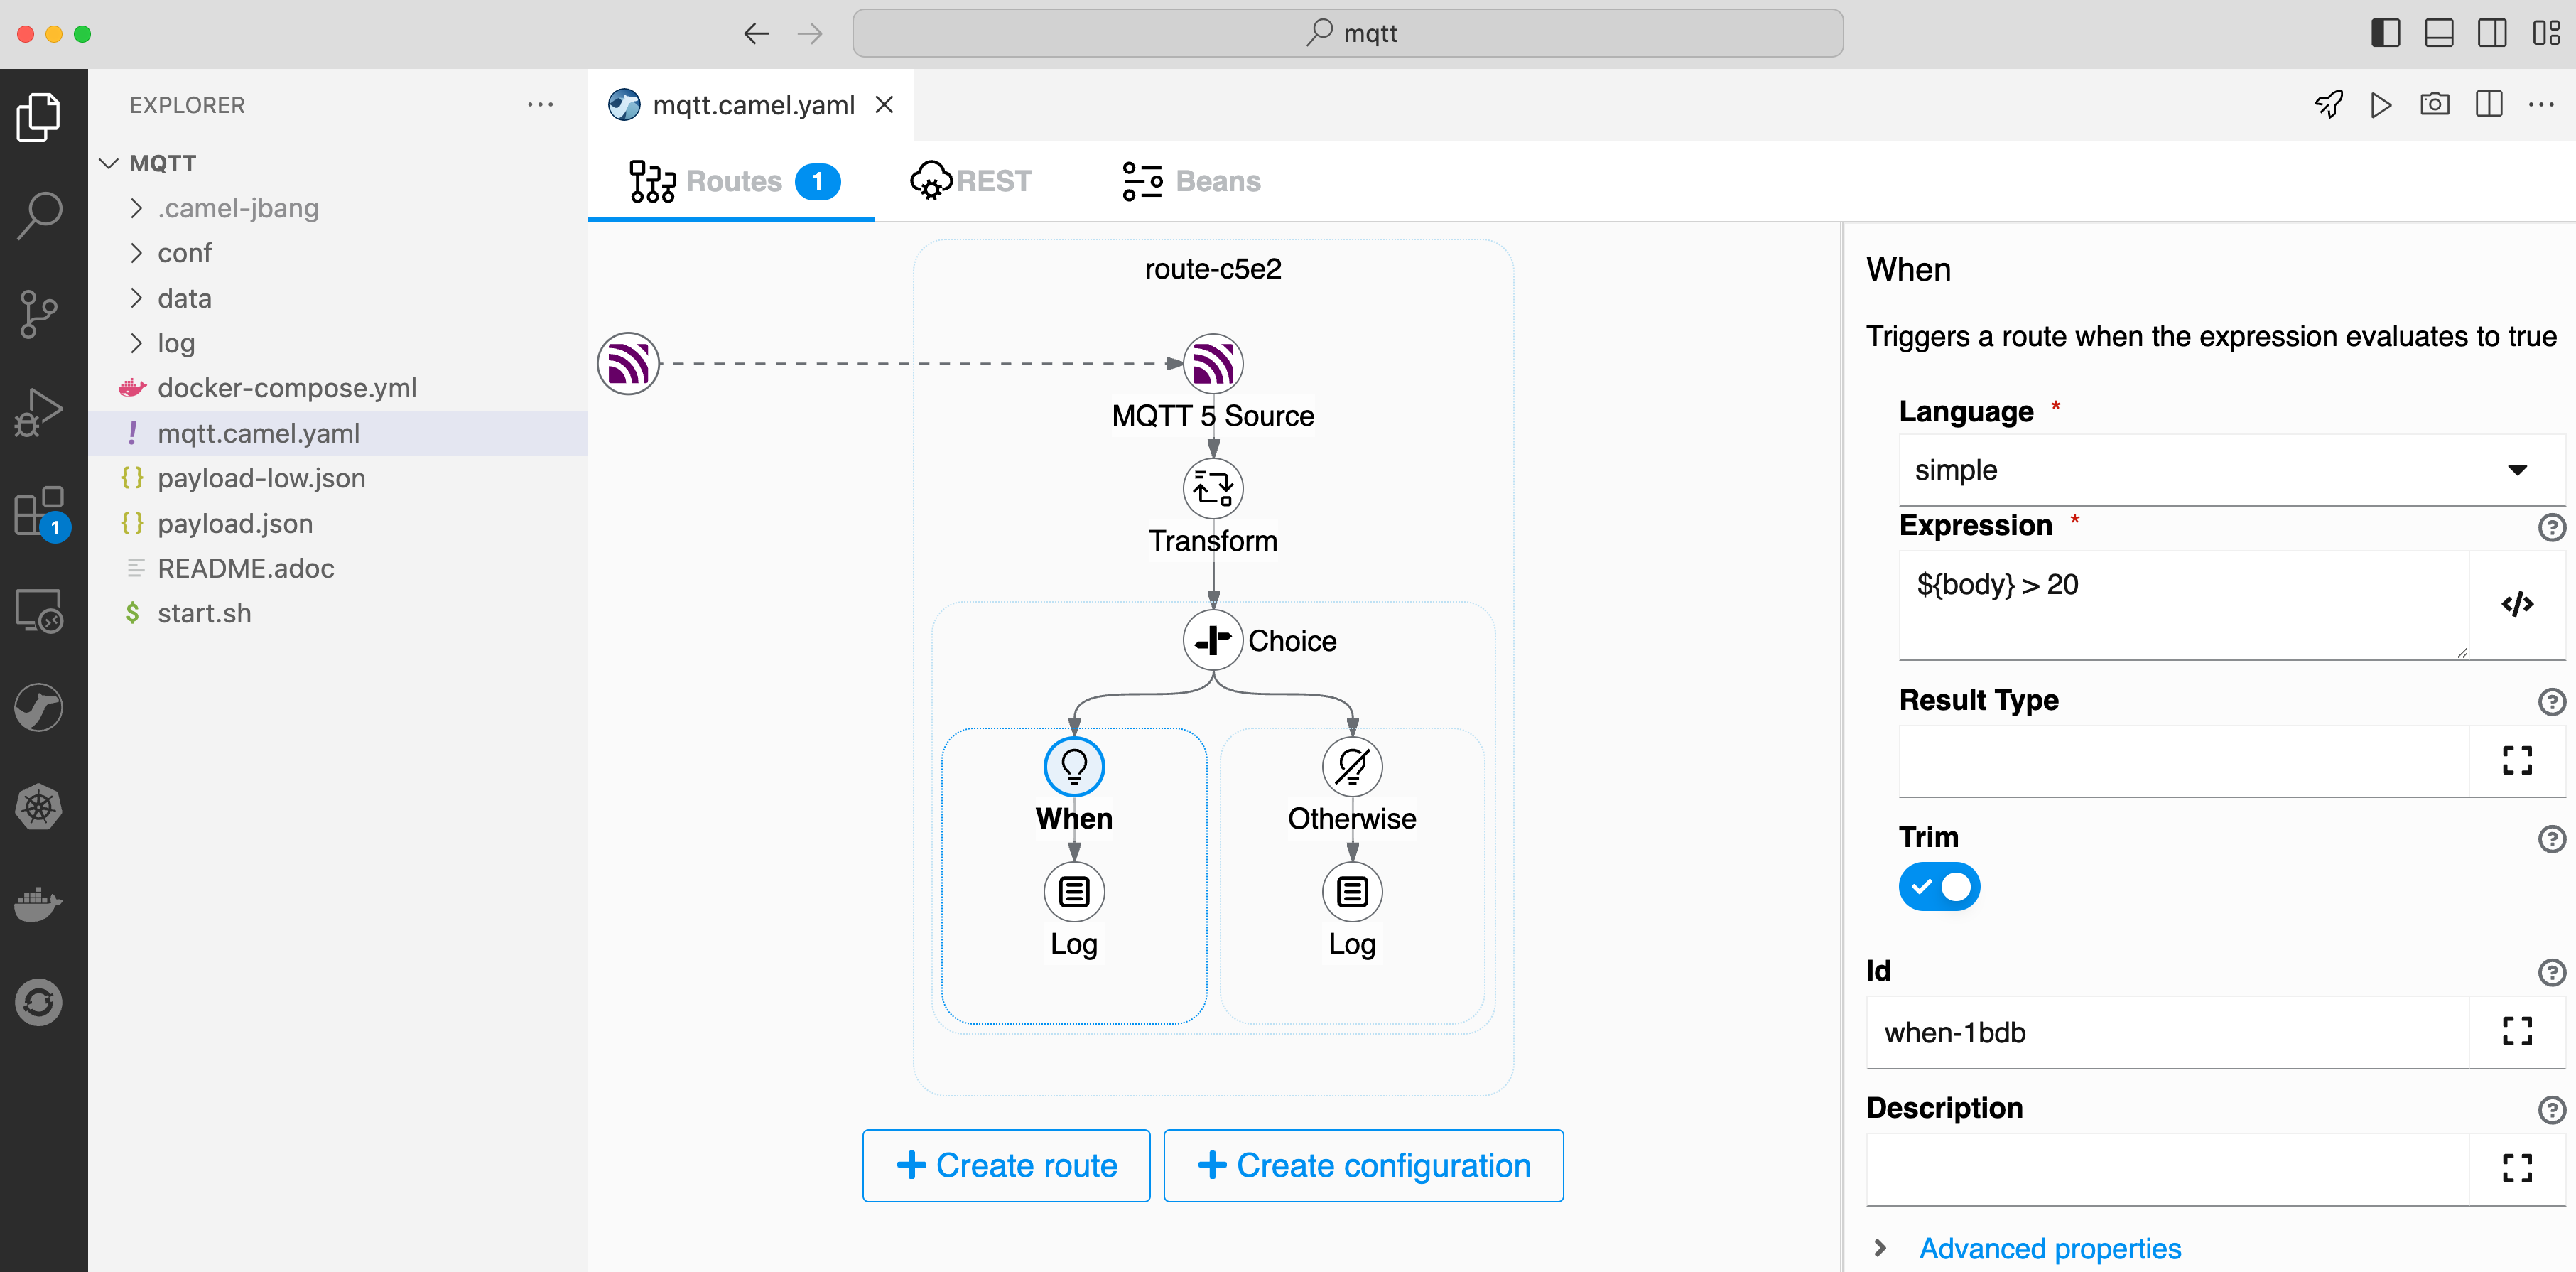 mqtt
EXPLORER
MQTT
.camel-jbang
conf
data
log
docker-compose.yml
mqtt.camel.yaml
payload-low.json
payload.json
README.adoc
start.sh
1
mqtt.camel.yaml
Routes 1
REST
Beans
route-c5e2
MQTT 5 Source
Transform
Choice
When
Otherwise
Log
Log
Create route
Create configuration
When
Triggers a route when the expression evaluates to true
Language *
simple
Expression *
${body} > 20
Result Type
Trim
Id
when-1bdb
Description
Advanced properties